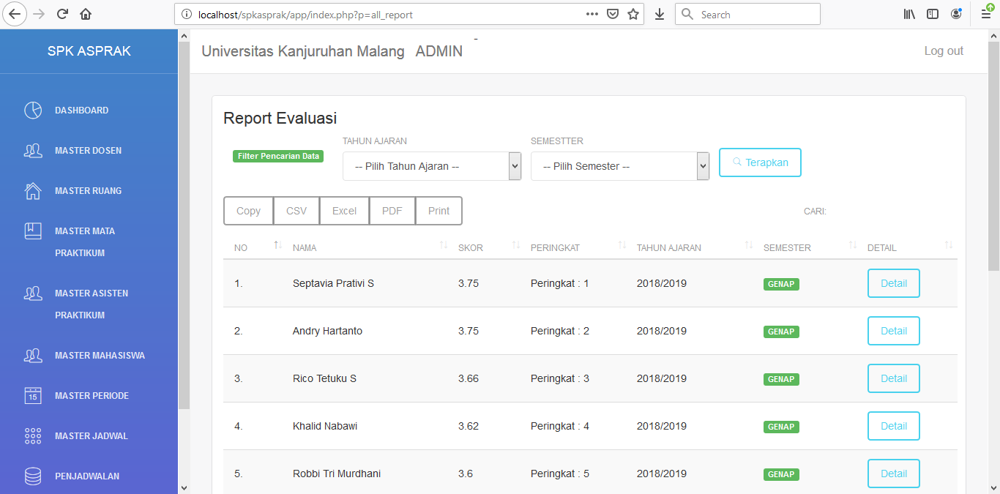 localhost/spkasprak/app/index.php?p=all_report
Search
SPK ASPRAK
Universitas Kanjuruhan Malang ADMIN
Log out
DASHBOARD
MASTER DOSEN
MASTER RUANG
MASTER MATA
PRAKTIKUM
MASTER ASISTEN
PRAKTIKUM
MASTER MAHASISWA
15
MASTER PERIODE
MASTER JADWAL
PENJADWALAN
Report Evaluasi
Filter Pencarian Data
TAHUN AJARAN
-- Pilih Tahun Ajaran --
SEMESTTER
-- Pilih Semester --
Terapkan
Copy CSV Excel PDF Print
CARI:
NO NAMA SKOR PERINGKAT TAHUN AJARAN SEMESTER DETAIL
1. Septavia Prativi S 3.75 Peringkat : 1 2018/2019 GENAP Detail
2. Andry Hartanto 3.75 Peringkat : 2 2018/2019 GENAP Detail
3. Rico Tetuku S 3.66 Peringkat : 3 2018/2019 GENAP Detail
4. Khalid Nabawi 3.62 Peringkat : 4 2018/2019 GENAP Detail
5. Robbi Tri Murdhani 3.6 Peringkat : 5 2018/2019 GENAP Detail